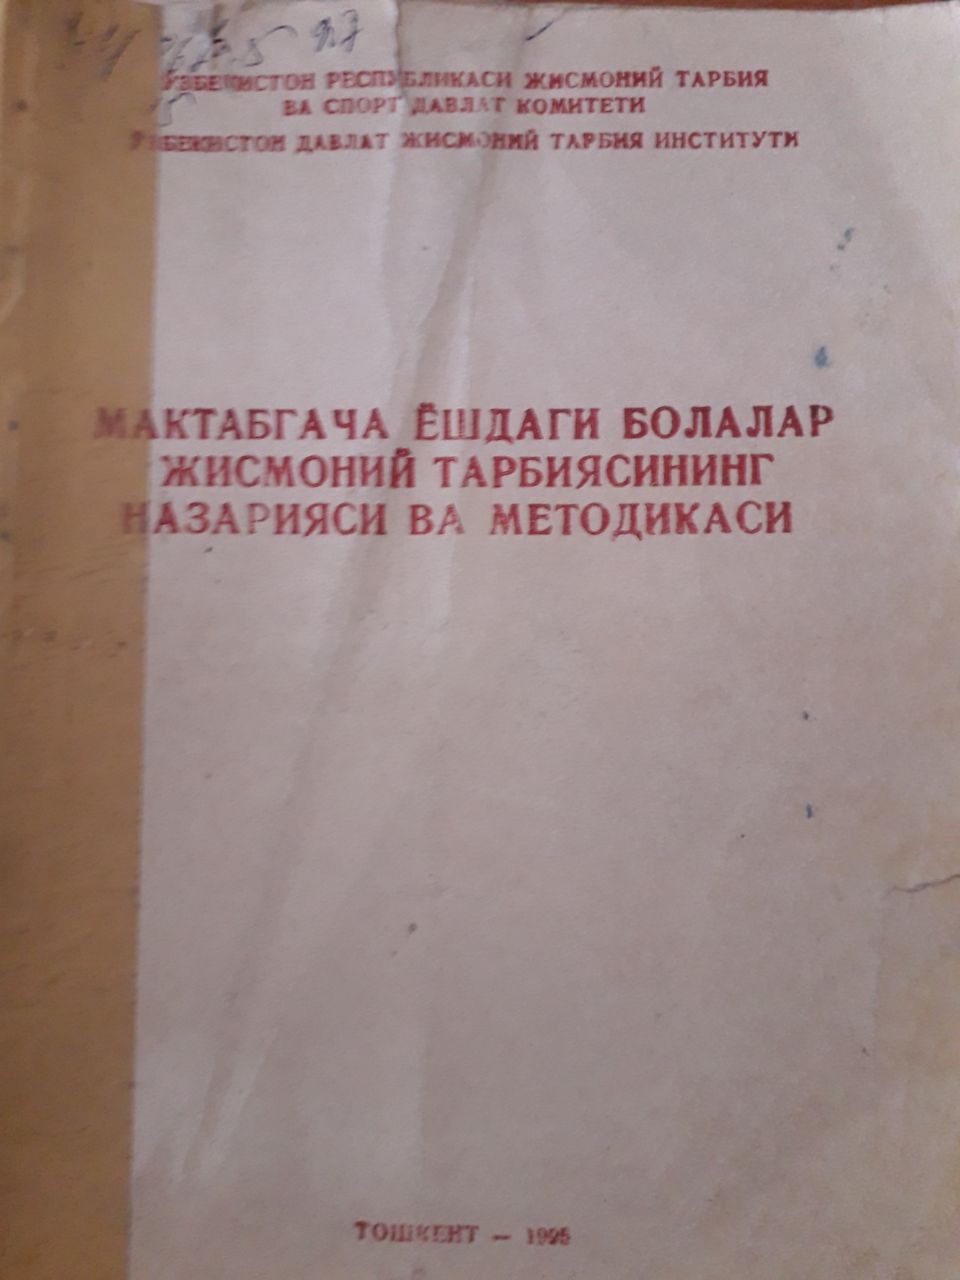 ЎЗБЕКИСТОН РЕСПУБЛИКАСИ ЖИСМОНИЙ ТАРБИЯ
ВА СПОРТ ДАВЛАТ КОМИТЕТИ
ЎЗБЕКИСТОН ДАВЛАТ ЖИСМОНИЙ ТАРБИЯ ИНСТИТУТИ
МАКТАБГАЧА ЁШДАГИ БОЛАЛАР
ЖИСМОНИЙ ТАРБИЯСИНИНГ
НАЗАРИЯСИ ВА МЕТОДИКАСИ
ТОШКЕНТ – 1995